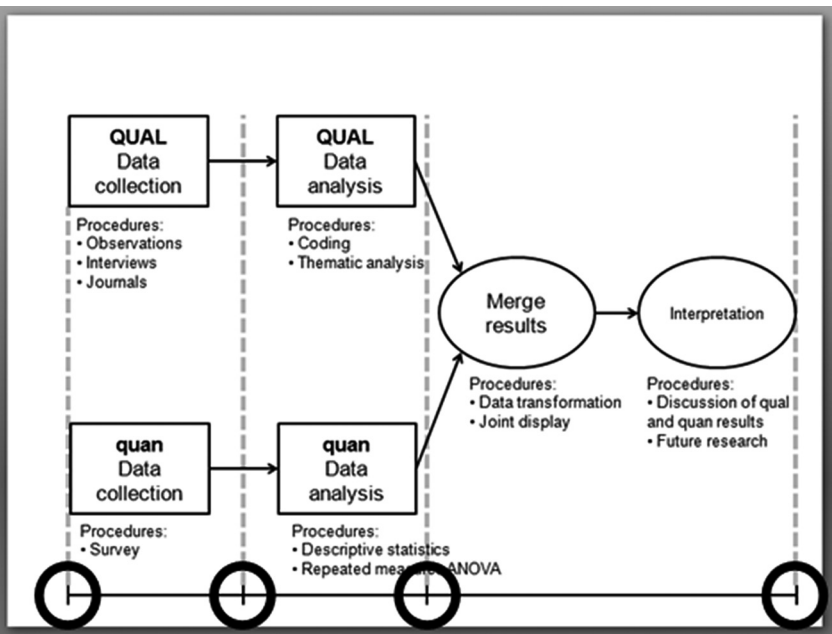 QUAL
Data
collection
QUAL
Data
analysis
Procedures:
• Observations
• Interviews
• Journals
Procedures:
• Coding
• Thematic analysis
Merge
results
Interpretation
Procedures:
• Data transformation
• Joint display
Procedures:
• Discussion of qual
and quan results
• Future research
quan
Data
collection
quan
Data
analysis
Procedures:
• Survey
Procedures:
• Descriptive statistics
• Repeated ANOVA